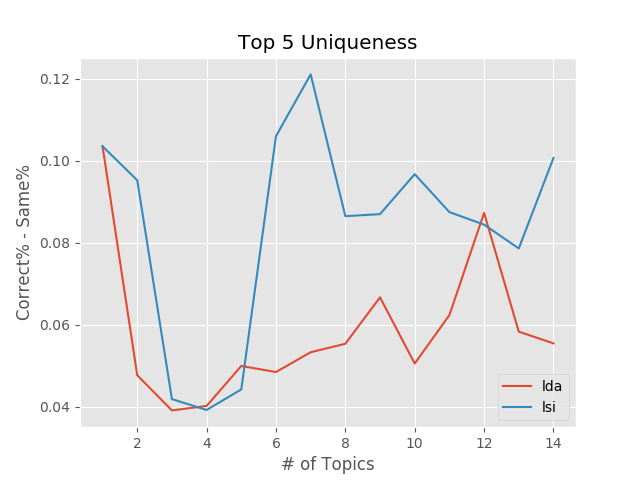 Top 5 Uniqueness
Correct% - Same%
0.12
0.10
0.08
0.06
0.04
2 4 6 8 10 12 14
# of Topics
lda
lsi